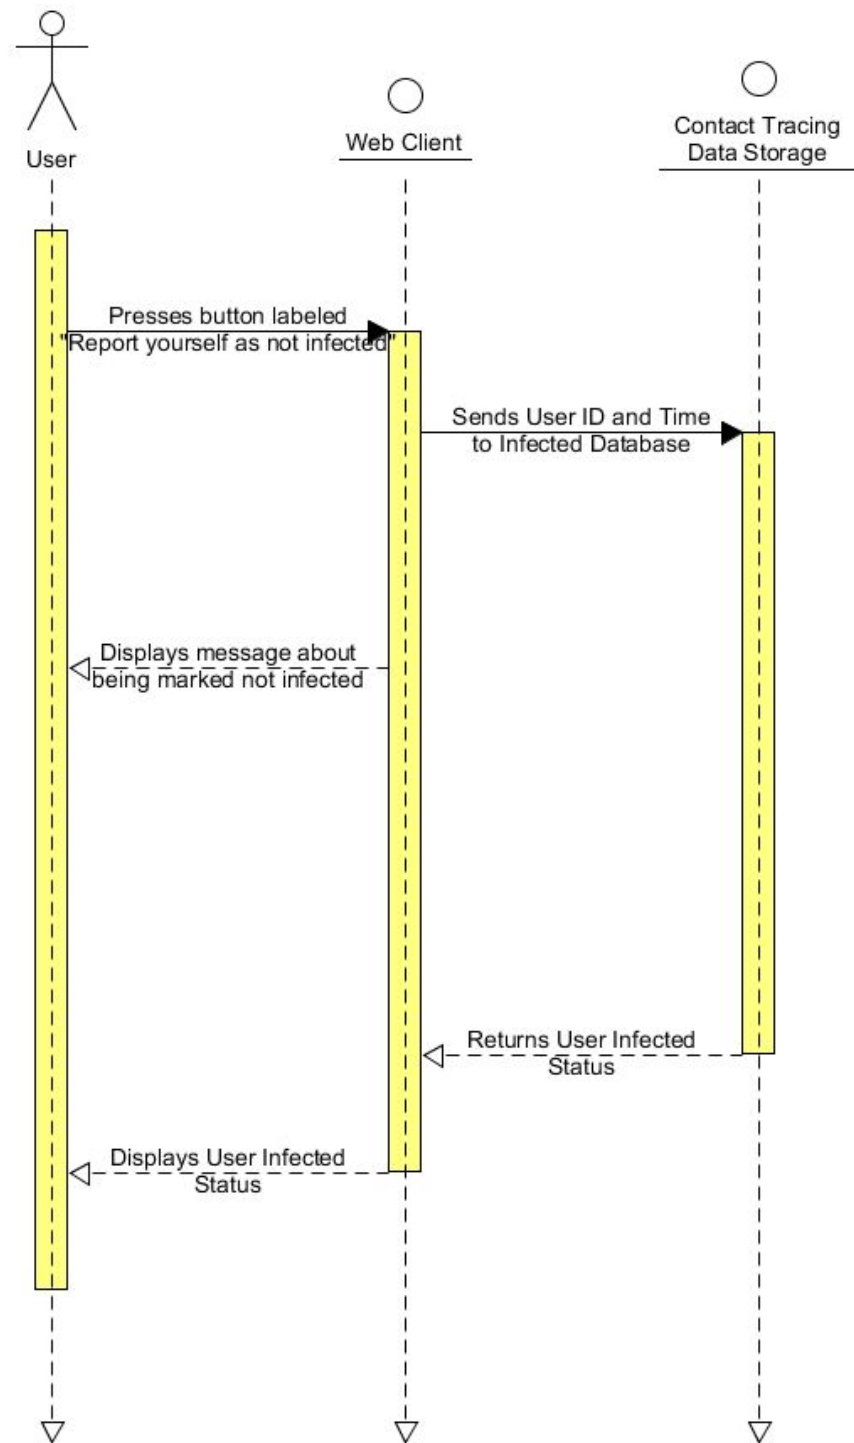 User
Web Client
Contact Tracing
Data Storage
Presses button labeled
"Report yourself as not infected"
Sends User ID and Time
to Infected Database
Displays message about
being marked not infected
Returns User Infected
Status
Displays User Infected
Status